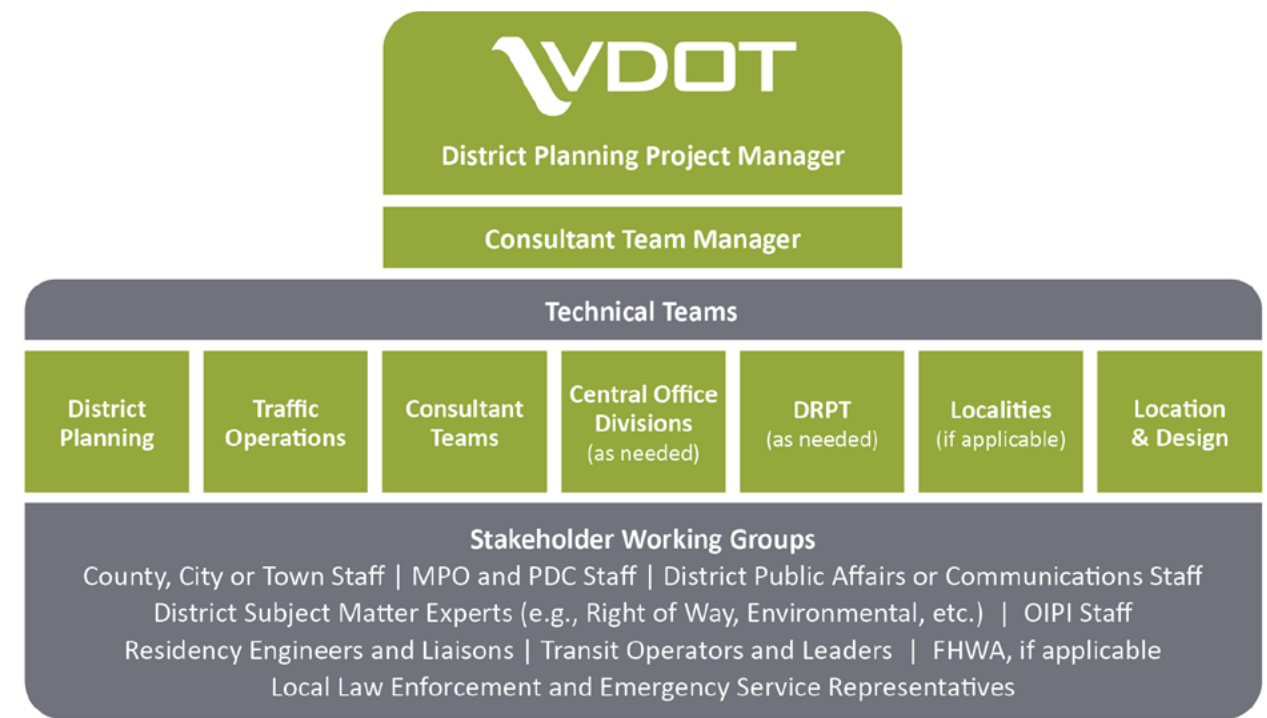 VDOT
District Planning Project Manager
Consultant Team Manager
Technical Teams
District
Planning
Traffic
Operations
Consultant
Teams
Central Office
Divisions
(as needed)
DRPT
(as needed)
Localities
(if applicable)
Location
& Design
Stakeholder Working Groups
County, City or Town Staff | MPO and PDC Staff | District Public Affairs or Communications Staff
District Subject Matter Experts (e.g., Right of Way, Environmental, etc.) | OIPI Staff
Residency Engineers and Liaisons | Transit Operators and Leaders | FHWA, if applicable
Local Law Enforcement and Emergency Service Representatives